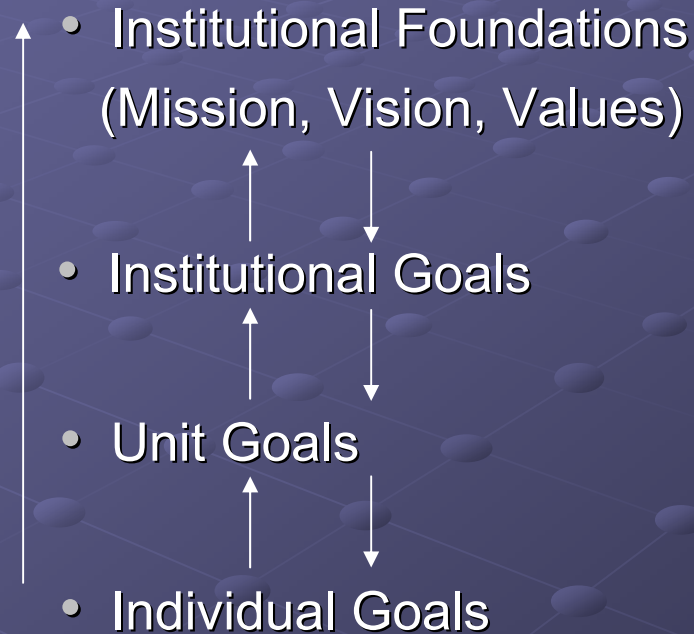 • Institutional Foundations
(Mission, Vision, Values)
• Institutional Goals
• Unit Goals
• Individual Goals